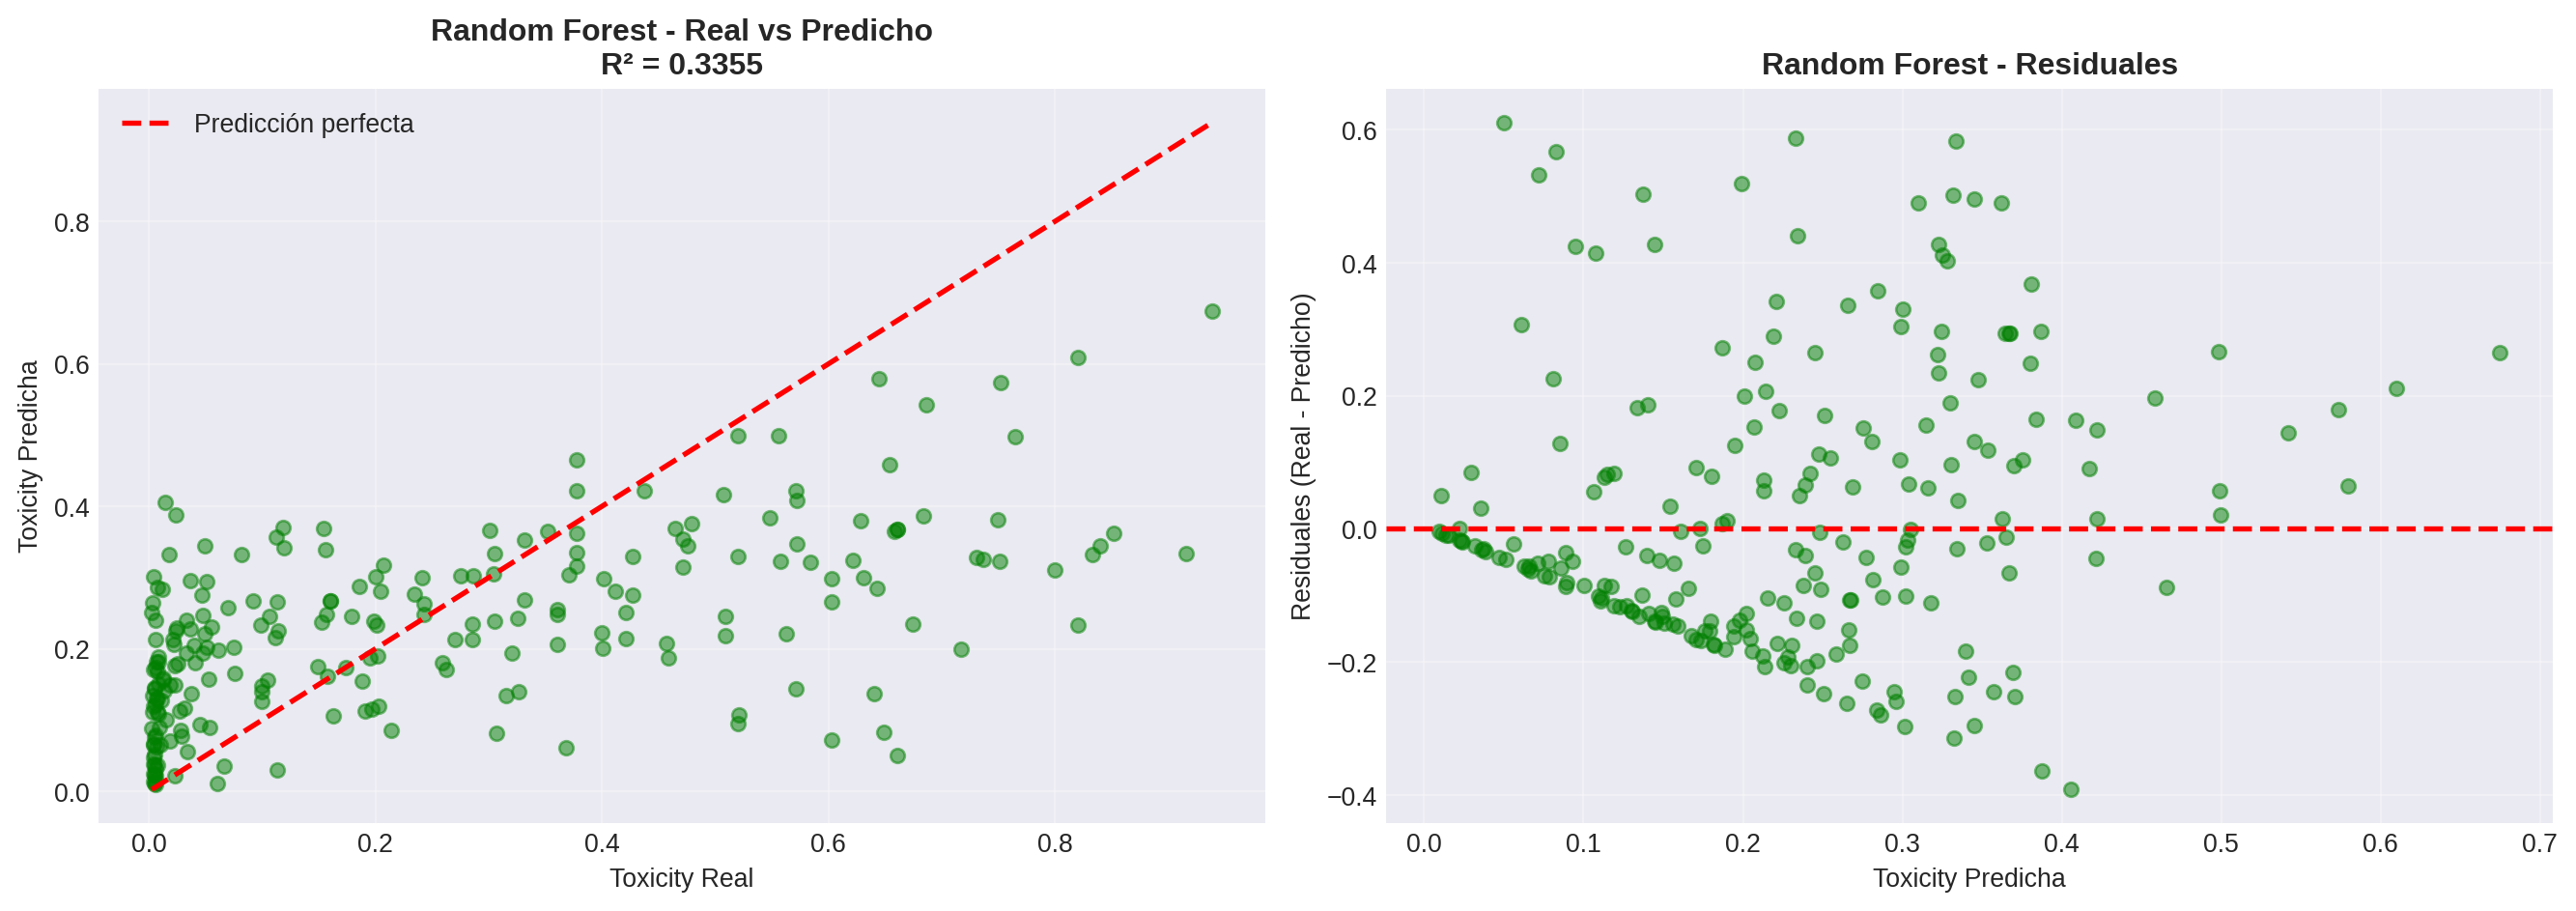 Random Forest - Real vs Predicho
R² = 0.3355
Predicción perfecta
Toxicity Predicha
0.8
0.6
0.4
0.2
0.0
0.0 0.2 0.4 0.6 0.8
Toxicity Real
Random Forest - Residuales
Residuales (Real - Predicho)
0.6
0.4
0.2
0.0
−0.2
−0.4
0.0 0.1 0.2 0.3 0.4 0.5 0.6 0.7
Toxicity Predicha